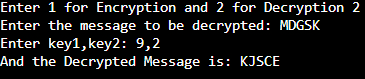 Enter 1 for Encryption and 2 for Decryption 2
Enter the message to be decrypted: MDGSK
Enter key1,key2: 9,2
And the Decrypted Message is: KJSCE